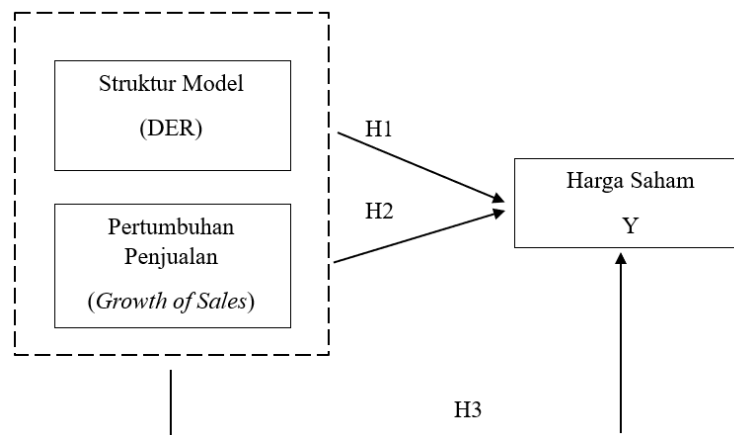 Struktur Model
(DER)
H1
Harga Saham
Y
H2
Pertumbuhan
Penjualan
(Growth of Sales)
H3